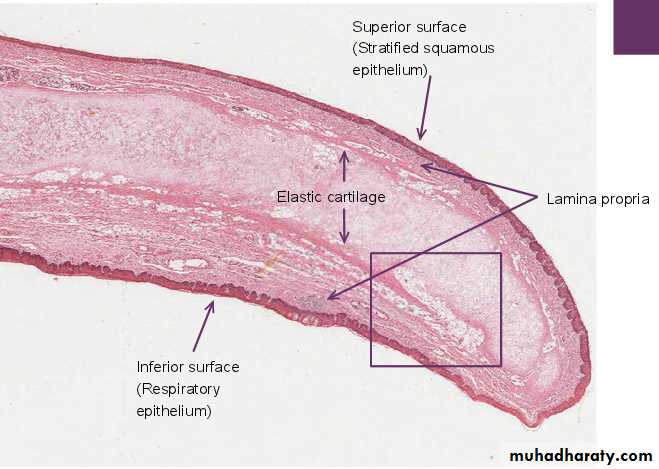 Superior surface
(Stratified squamous
epithelium)
Elastic cartilage
Lamina propria
Inferior surface
(Respiratory
epithelium)
muhadharaty.com